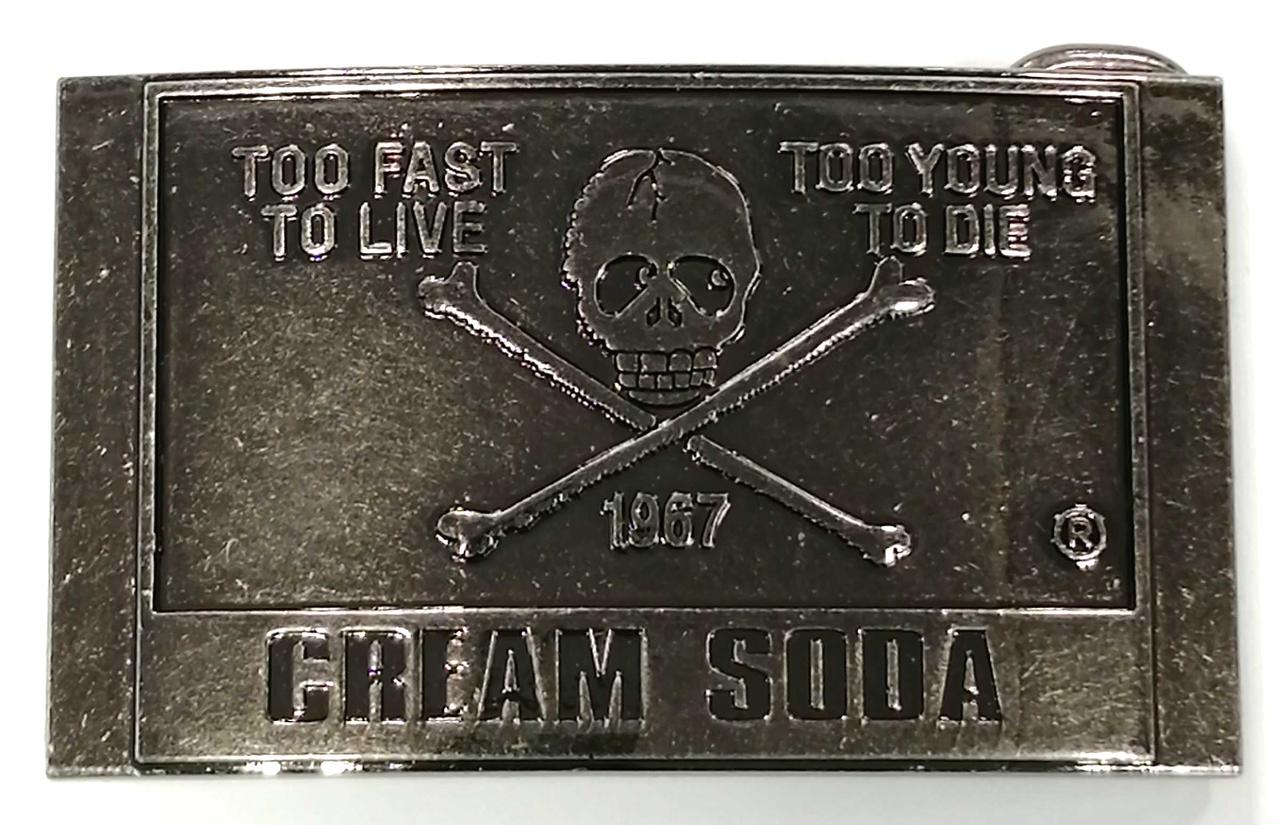 TOO FAST
TO LIVE
TOO YOUNG
TO DIE
1967
®
CREAM SODA